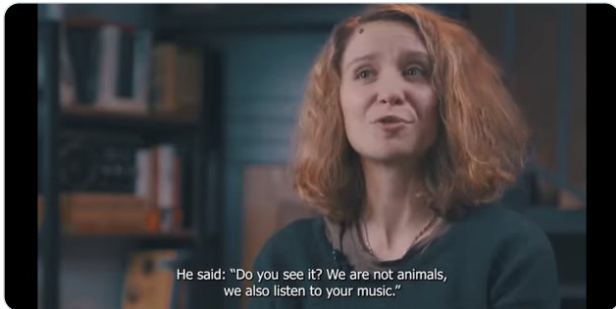 He said: “Do you see it? We are not animals,
we also listen to your music.”